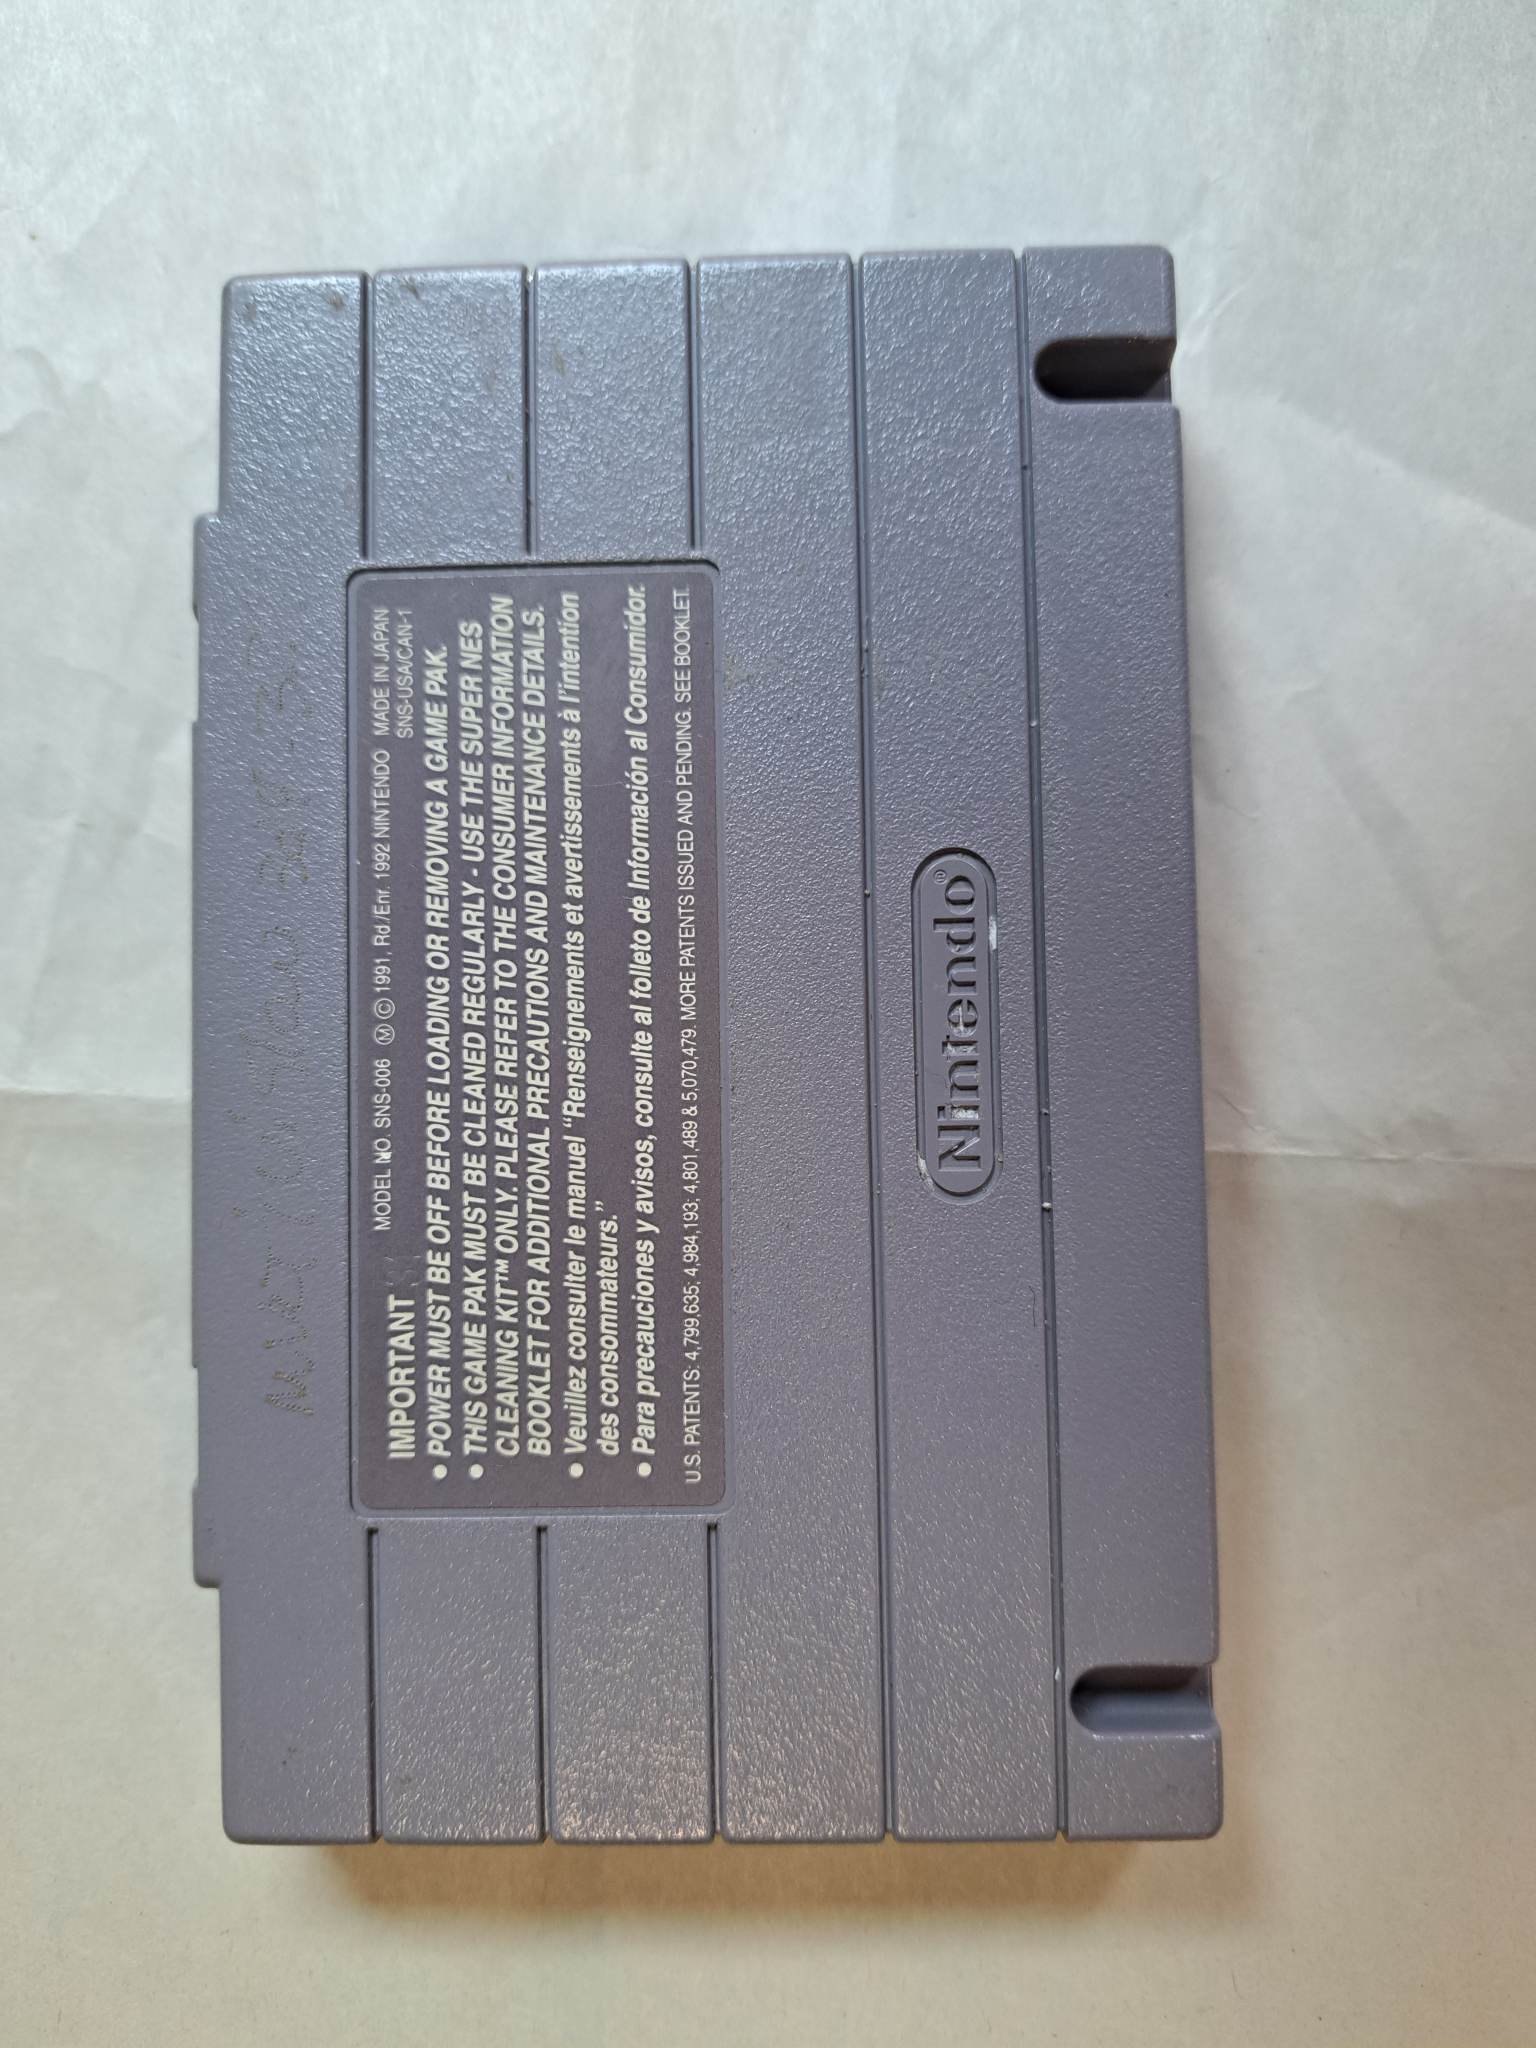 MODEL NO. SNS-006 Ⓜ © 1991, Rd./Enr. 1992 NINTENDO MADE IN JAPAN
IMPORTANT SNS-USA/CAN-1
• POWER MUST BE OFF BEFORE LOADING OR REMOVING A GAME PAK.
• THIS GAME PAK MUST BE CLEANED REGULARLY - USE THE SUPER NES
CLEANING KIT™ ONLY. PLEASE REFER TO THE CONSUMER INFORMATION
BOOKLET FOR ADDITIONAL PRECAUTIONS AND MAINTENANCE DETAILS.
• Veuillez consulter le manuel “Renseignements et avertissements à l'intention
des consommateurs.”
• Para precauciones y avisos, consulte al folleto de Información al Consumidor.
U.S. PATENTS: 4,799,635; 4,984,193; 4,801,489 & 5,070,479. MORE PATENTS ISSUED AND PENDING. SEE BOOKLET.
Nintendo®